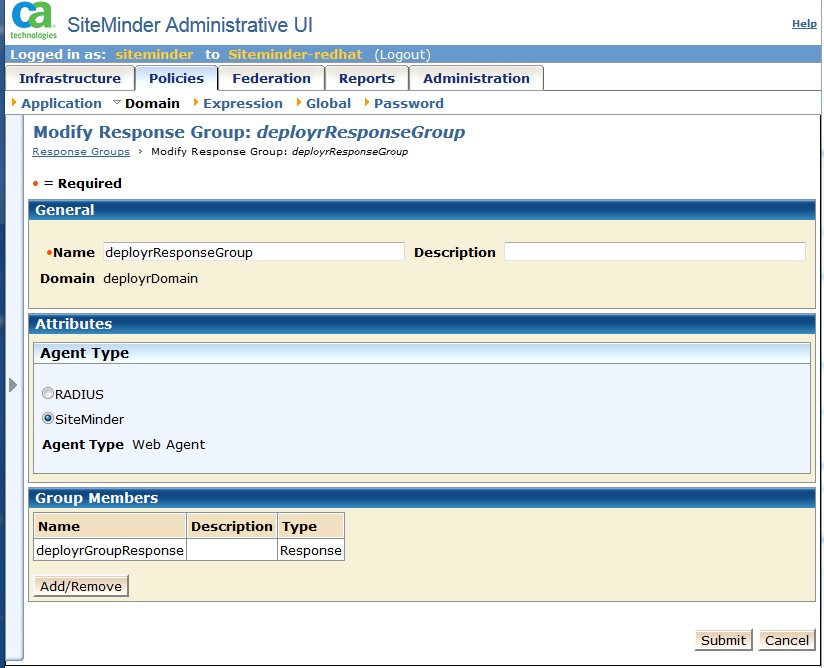 ca
technologies
SiteMinder Administrative UI
Help
Logged in as: siteminder to Siteminder-redhat (Logout)
Infrastructure Policies Federation Reports Administration
Application Domain Expression Global Password
Modify Response Group: deployrResponseGroup
Response Groups › Modify Response Group: deployrResponseGroup
• = Required
General
•Name deployrResponseGroup Description
Domain deployrDomain
Attributes
Agent Type
RADIUS
SiteMinder
Agent Type Web Agent
Group Members
Name Description Type
deployrGroupResponse Response
Add/Remove
Submit Cancel